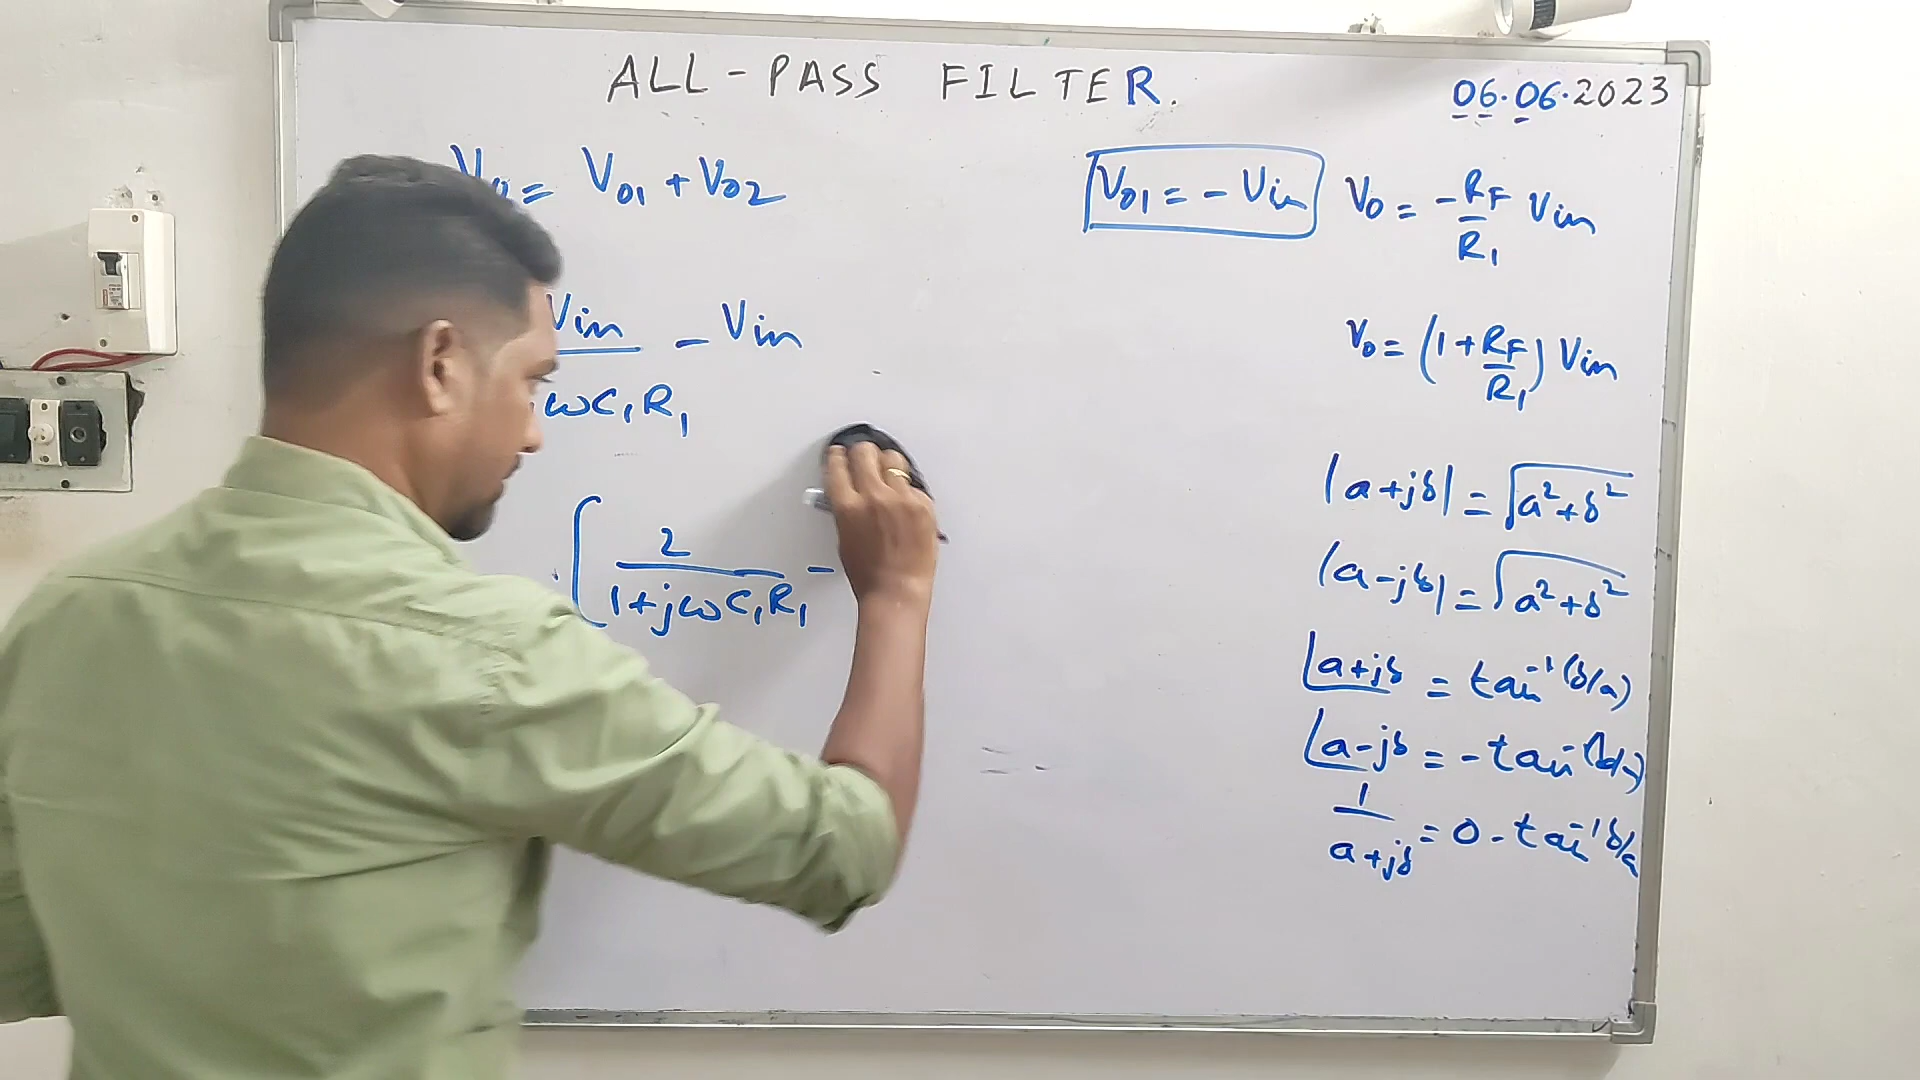 ALL-PASS FILTER.
06.06.2023
V0 = V01 + V02
Vin
- Vin
ωC1R1
[ 2 / 1+jωC1R1 -
V01 = - Vin
V0 = - RF/R1 Vin
V0 = (1 + RF/R1) Vin
|a+jb| = √a²+b²
|a-jb| = √a²+b²
∠a+jb = tan⁻¹(b/a)
∠a-jb = -tan⁻¹(b/a)
1/a+jb = 0 - tan⁻¹ b/a